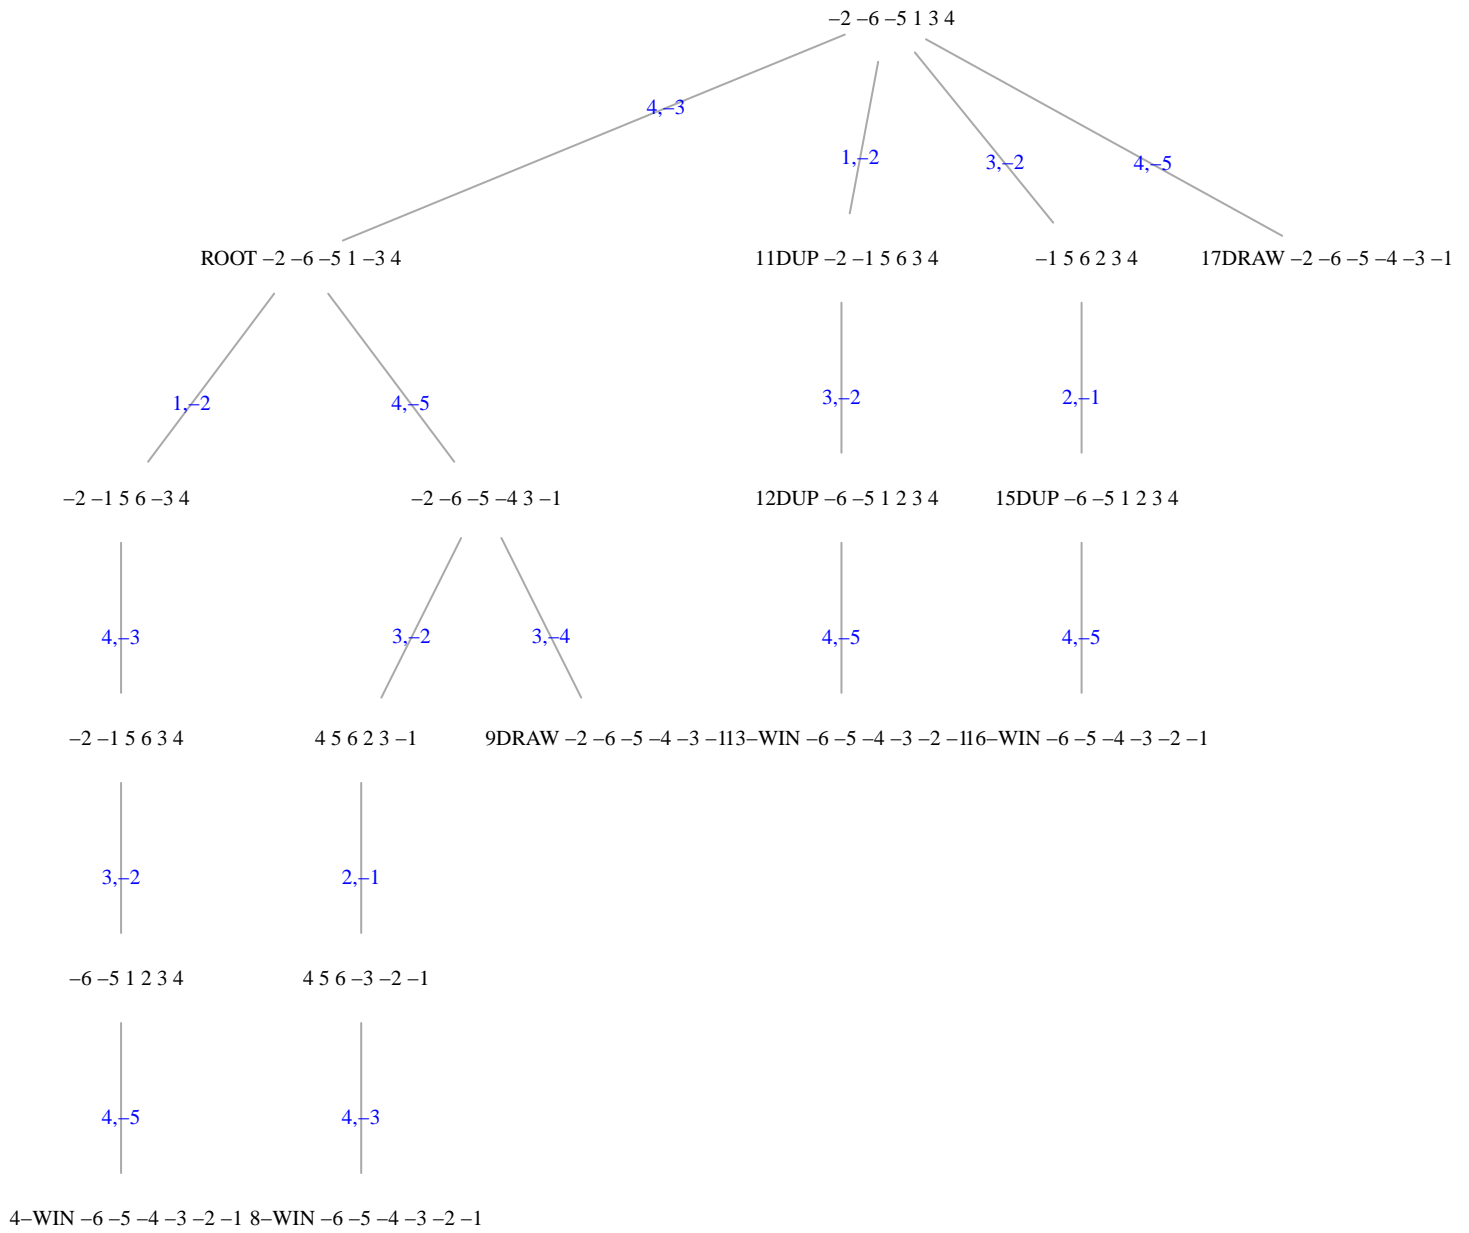 –2 –6 –5 1 3 4
4,–3
1,–2
3,–2
4,–5
ROOT –2 –6 –5 1 –3 4
11DUP –2 –1 5 6 3 4
–1 5 6 2 3 4
17DRAW –2 –6 –5 –4 –3 –1
1,–2
4,–5
3,–2
2,–1
–2 –1 5 6 –3 4
–2 –6 –5 –4 3 –1
12DUP –6 –5 1 2 3 4
15DUP –6 –5 1 2 3 4
4,–3
3,–2
3,–4
4,–5
4,–5
–2 –1 5 6 3 4
4 5 6 2 3 –1
9DRAW –2 –6 –5 –4 –3 –1
13–WIN –6 –5 –4 –3 –2 –1
16–WIN –6 –5 –4 –3 –2 –1
3,–2
2,–1
–6 –5 1 2 3 4
4 5 6 –3 –2 –1
4,–5
4,–3
4–WIN –6 –5 –4 –3 –2 –1
8–WIN –6 –5 –4 –3 –2 –1